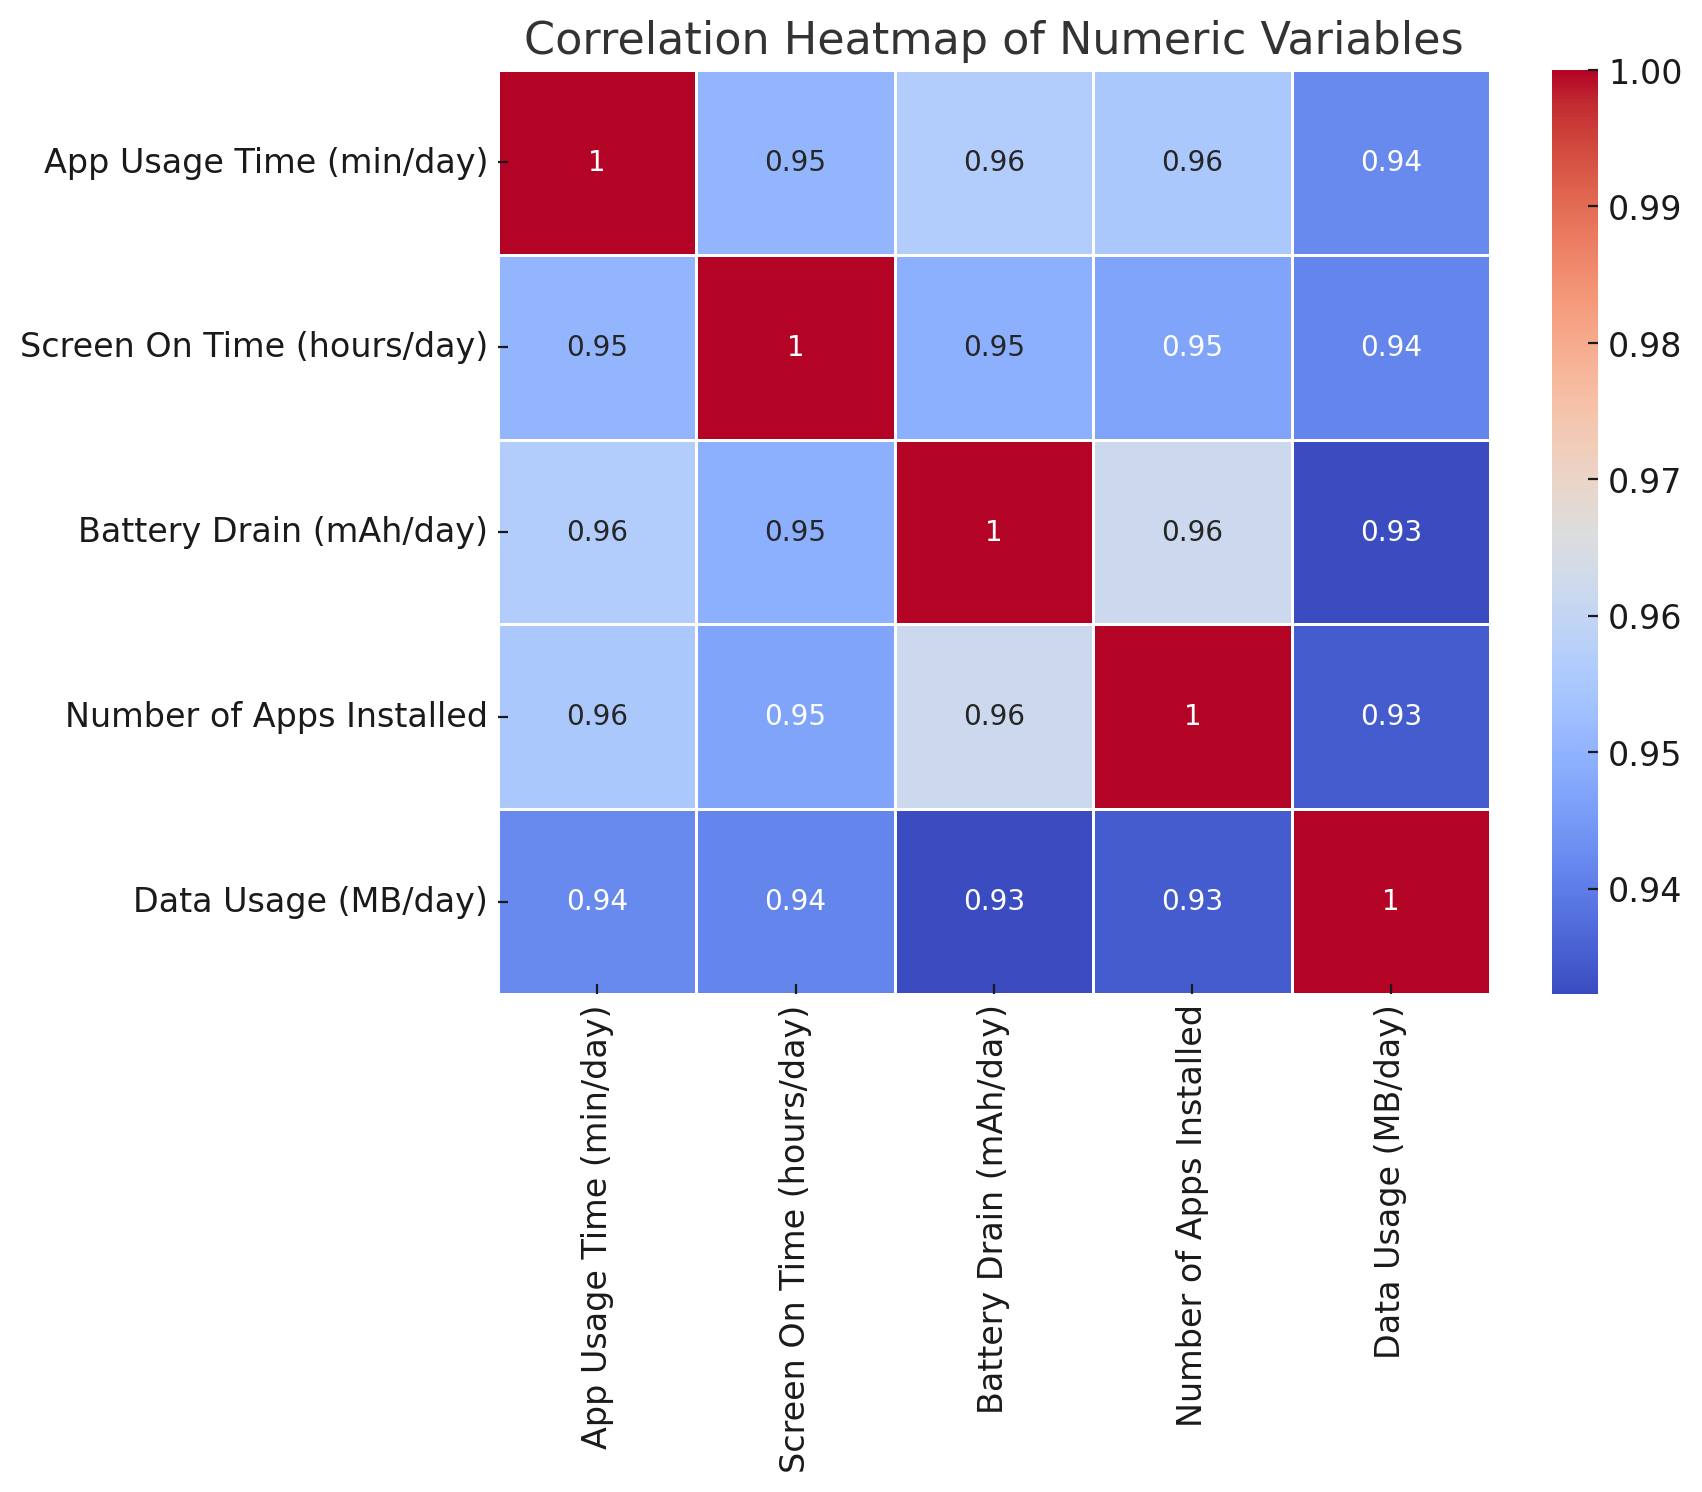 Correlation Heatmap of Numeric Variables
App Usage Time (min/day) 1 0.95 0.96 0.96 0.94
Screen On Time (hours/day) 0.95 1 0.95 0.95 0.94
Battery Drain (mAh/day) 0.96 0.95 1 0.96 0.93
Number of Apps Installed 0.96 0.95 0.96 1 0.93
Data Usage (MB/day) 0.94 0.94 0.93 0.93 1
App Usage Time (min/day)
Screen On Time (hours/day)
Battery Drain (mAh/day)
Number of Apps Installed
Data Usage (MB/day)
1.00
0.99
0.98
0.97
0.96
0.95
0.94